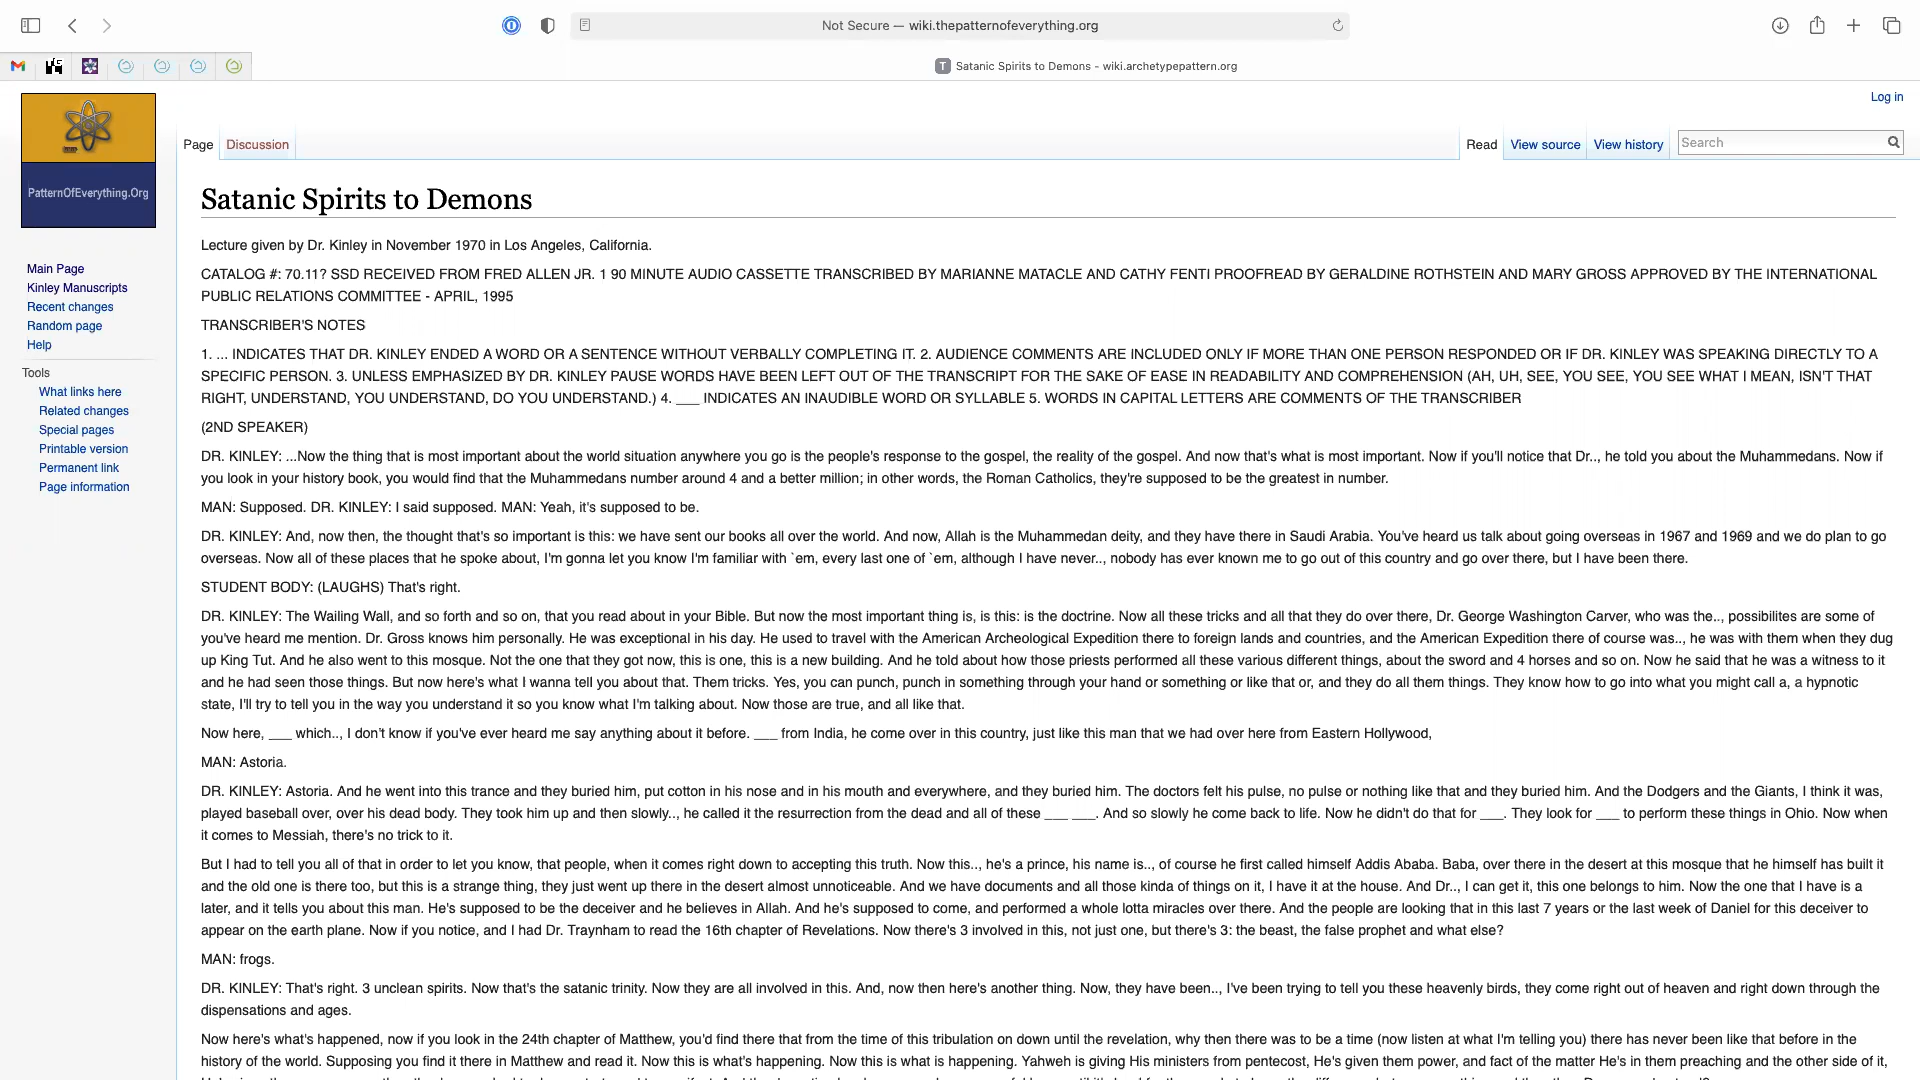 Not Secure — wiki.thepatternofeverything.org
Satanic Spirits to Demons - wiki.archetypepattern.org
Log in
PatternOfEverything.Org
Page
Discussion
Read
View source
View history
Search
Main Page
Kinley Manuscripts
Recent changes
Random page
Help
Tools
What links here
Related changes
Special pages
Printable version
Permanent link
Page information
Satanic Spirits to Demons
Lecture given by Dr. Kinley in November 1970 in Los Angeles, California.
CATALOG #: 70.11? SSD RECEIVED FROM FRED ALLEN JR. 1 90 MINUTE AUDIO CASSETTE TRANSCRIBED BY MARIANNE MATACLE AND CATHY FENTI PROOFREAD BY GERALDINE ROTHSTEIN AND MARY GROSS APPROVED BY THE INTERNATIONAL
PUBLIC RELATIONS COMMITTEE - APRIL, 1995
TRANSCRIBER'S NOTES
1. ... INDICATES THAT DR. KINLEY ENDED A WORD OR A SENTENCE WITHOUT VERBALLY COMPLETING IT. 2. AUDIENCE COMMENTS ARE INCLUDED ONLY IF MORE THAN ONE PERSON RESPONDED OR IF DR. KINLEY WAS SPEAKING DIRECTLY TO A
SPECIFIC PERSON. 3. UNLESS EMPHASIZED BY DR. KINLEY PAUSE WORDS HAVE BEEN LEFT OUT OF THE TRANSCRIPT FOR THE SAKE OF EASE IN READABILITY AND COMPREHENSION (AH, UH, SEE, YOU SEE, YOU SEE WHAT I MEAN, ISN'T THAT
RIGHT, UNDERSTAND, YOU UNDERSTAND, DO YOU UNDERSTAND.) 4. ___ INDICATES AN INAUDIBLE WORD OR SYLLABLE 5. WORDS IN CAPITAL LETTERS ARE COMMENTS OF THE TRANSCRIBER
(2ND SPEAKER)
DR. KINLEY: ...Now the thing that is most important about the world situation anywhere you go is the people's response to the gospel, the reality of the gospel. And now that's what is most important. Now if you'll notice that Dr.., he told you about the Muhammedans. Now if
you look in your history book, you would find that the Muhammedans number around 4 and a better million; in other words, the Roman Catholics, they're supposed to be the greatest in number.
MAN: Supposed. DR. KINLEY: I said supposed. MAN: Yeah, it's supposed to be.
DR. KINLEY: And, now then, the thought that's so important is this: we have sent our books all over the world. And now, Allah is the Muhammedan deity, and they have there in Saudi Arabia. You've heard us talk about going overseas in 1967 and 1969 and we do plan to go
overseas. Now all of these places that he spoke about, I'm gonna let you know I'm familiar with `em, every last one of `em, although I have never.., nobody has ever known me to go out of this country and go over there, but I have been there.
STUDENT BODY: (LAUGHS) That's right.
DR. KINLEY: The Wailing Wall, and so forth and so on, that you read about in your Bible. But now the most important thing is, is this: is the doctrine. Now all these tricks and all that they do over there, Dr. George Washington Carver, who was the.., possibilites are some of
you've heard me mention. Dr. Gross knows him personally. He was exceptional in his day. He used to travel with the American Archeological Expedition there to foreign lands and countries, and the American Expedition there of course was.., he was with them when they dug
up King Tut. And he also went to this mosque. Not the one that they got now, this is one, this is a new building. And he told about how those priests performed all these various different things, about the sword and 4 horses and so on. Now he said that he was a witness to it
and he had seen those things. But now here's what I wanna tell you about that. Them tricks. Yes, you can punch, punch in something through your hand or something or like that or, and they do all them things. They know how to go into what you might call a, a hypnotic
state, I'll try to tell you in the way you understand it so you know what I'm talking about. Now those are true, and all like that.
Now here, ___ which.., I don't know if you've ever heard me say anything about it before. ___ from India, he come over in this country, just like this man that we had over here from Eastern Hollywood,
MAN: Astoria.
DR. KINLEY: Astoria. And he went into this trance and they buried him, put cotton in his nose and in his mouth and everywhere, and they buried him. The doctors felt his pulse, no pulse or nothing like that and they buried him. And the Dodgers and the Giants, I think it was,
played baseball over, over his dead body. They took him up and then slowly.., he called it the resurrection from the dead and all of these ___ ___. And so slowly he come back to life. Now he didn't do that for ___. They look for ___ to perform these things in Ohio. Now when
it comes to Messiah, there's no trick to it.
But I had to tell you all of that in order to let you know, that people, when it comes right down to accepting this truth. Now this.., he's a prince, his name is.., of course he first called himself Addis Ababa. Baba, over there in the desert at this mosque that he himself has built it
and the old one is there too, but this is a strange thing, they just went up there in the desert almost unnoticeable. And we have documents and all those kinda of things on it, I have it at the house. And Dr.., I can get it, this one belongs to him. Now the one that I have is a
later, and it tells you about this man. He's supposed to be the deceiver and he believes in Allah. And he's supposed to come, and performed a whole lotta miracles over there. And the people are looking that in this last 7 years or the last week of Daniel for this deceiver to
appear on the earth plane. Now if you notice, and I had Dr. Traynham to read the 16th chapter of Revelations. Now there's 3 involved in this, not just one, but there's 3: the beast, the false prophet and what else?
MAN: frogs.
DR. KINLEY: That's right. 3 unclean spirits. Now that's the satanic trinity. Now they are all involved in this. And, now then here's another thing. Now, they have been.., I've been trying to tell you these heavenly birds, they come right out of heaven and right down through the
dispensations and ages.
Now here's what's happened, now if you look in the 24th chapter of Matthew, you'd find there that from the time of this tribulation on down until the revelation, why then there was to be a time (now listen at what I'm telling you) there has never been like that before in the
history of the world. Supposing you find it there in Matthew and read it. Now this is what's happening. Now this is what is happening. Yahweh is giving His ministers from pentecost, He's given them power, and fact of the matter He's in them preaching and the other side of it,